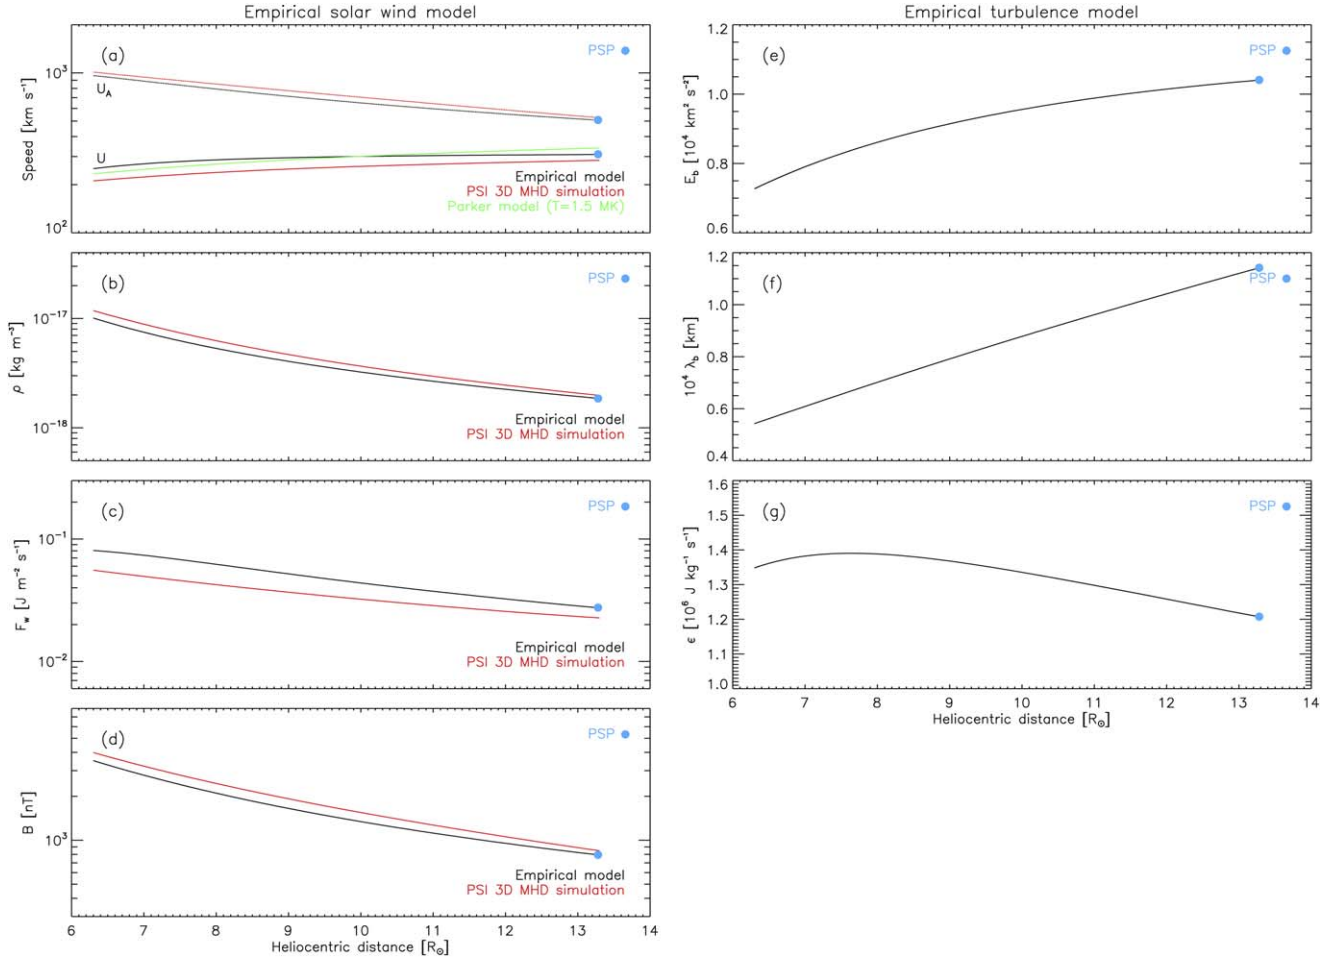 Empirical solar wind model
(a)
PSP
10³
U_A
U
Speed [km s⁻¹]
Empirical model
PSI 3D MHD simulation
Parker model (T=1.5 MK)
10²
(b)
PSP
10⁻¹⁷
ρ [kg m⁻³]
10⁻¹⁸
Empirical model
PSI 3D MHD simulation
(c)
PSP
10⁻¹
F_w [J m⁻² s⁻¹]
Empirical model
PSI 3D MHD simulation
10⁻²
(d)
PSP
B [nT]
10³
Empirical model
PSI 3D MHD simulation
6 7 8 9 10 11 12 13 14
Heliocentric distance [R☉]
Empirical turbulence model
1.2
(e)
PSP
1.0
E_b [10⁴ km² s⁻²]
0.8
0.6
1.2
(f)
PSP
1.0
10⁴ λ_b [km]
0.8
0.6
0.4
1.6
(g)
PSP
1.5
1.4
ε [10⁶ J kg⁻¹ s⁻¹]
1.3
1.2
1.1
1.0
6 7 8 9 10 11 12 13 14
Heliocentric distance [R☉]